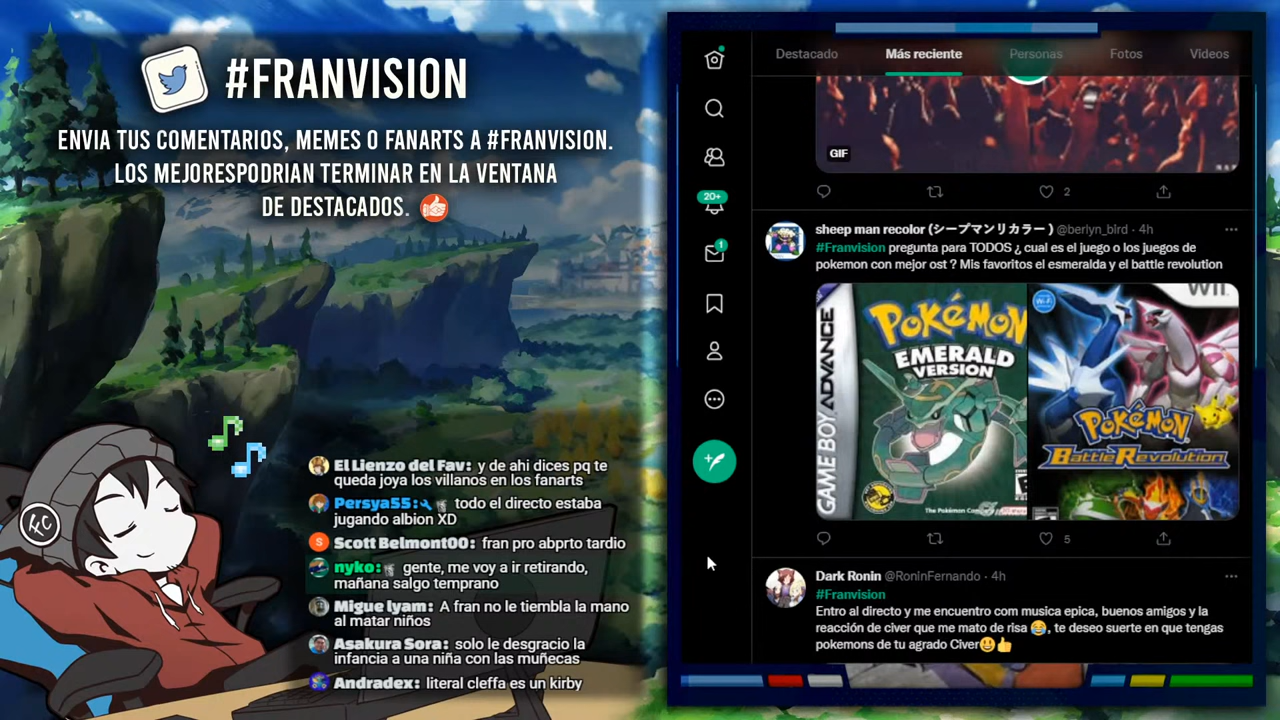 #FRANVISION
ENVIA TUS COMENTARIOS, MEMES O FANARTS A #FRANVISION.
LOS MEJORESPODRIAN TERMINAR EN LA VENTANA
DE DESTACADOS.
El Lienzo del Fav: y de ahi dices pq te
queda joya los villanos en los fanarts
Persya55: todo el directo estaba
jugando albion XD
Scott Belmont00: fran pro abprto tardio
nyko: gente, me voy a ir retirando,
mañana salgo temprano
Migue lyam: A fran no le tiembla la mano
al matar niños
Asakura Sora: solo le desgracio la
infancia a una niña con las muñecas
Andradex: literal cleffa es un kirby
FC
Destacado
Más reciente
Personas
Fotos
Videos
20+
1
GIF
2
sheep man recolor (シープマンリカラー) @berlyn_blrd · 4h
#Franvision pregunta para TODOS ¿ cual es el juego o los juegos de
pokemon con mejor ost ? Mis favoritos el esmeralda y el battle revolution
GAME BOY ADVANCE
POKéMON
EMERALD
VERSION
Wii
Wi Fi
POKéMON
Battle Revolution
5
Dark Ronin @RoninFernando · 4h
#Franvision
Entro al directo y me encuentro com musica epica, buenos amigos y la
reacción de civer que me mato de risa 😂, te deseo suerte en que tengas
pokemons de tu agrado Civer😃👍